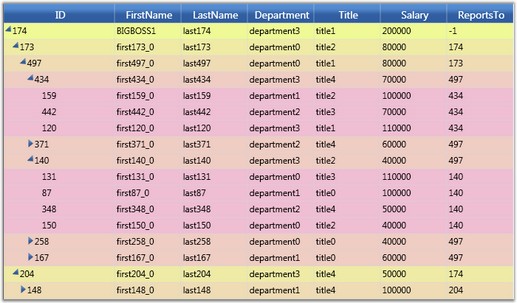 ID FirstName LastName Department Title Salary ReportsTo
174 BIGBOSS1 last174 department3 title1 200000 -1
173 first173_0 last173 department0 title2 80000 174
497 first497_0 last497 department0 title1 80000 173
434 first434_0 last434 department3 title4 70000 497
159 first159_0 last159 department1 title2 100000 434
442 first442_0 last442 department2 title3 70000 434
120 first120_0 last120 department3 title1 110000 434
371 first371_0 last371 department2 title4 60000 497
140 first140_0 last140 department3 title2 40000 497
131 first131_0 last131 department0 title3 110000 140
87 first87_0 last87 department1 title0 100000 140
348 first348_0 last348 department2 title4 50000 140
150 first150_0 last150 department0 title2 40000 140
258 first258_0 last258 department0 title0 40000 497
167 first167_0 last167 department1 title0 60000 497
204 first204_0 last204 department3 title4 50000 174
148 first148_0 last148 department1 title4 100000 204